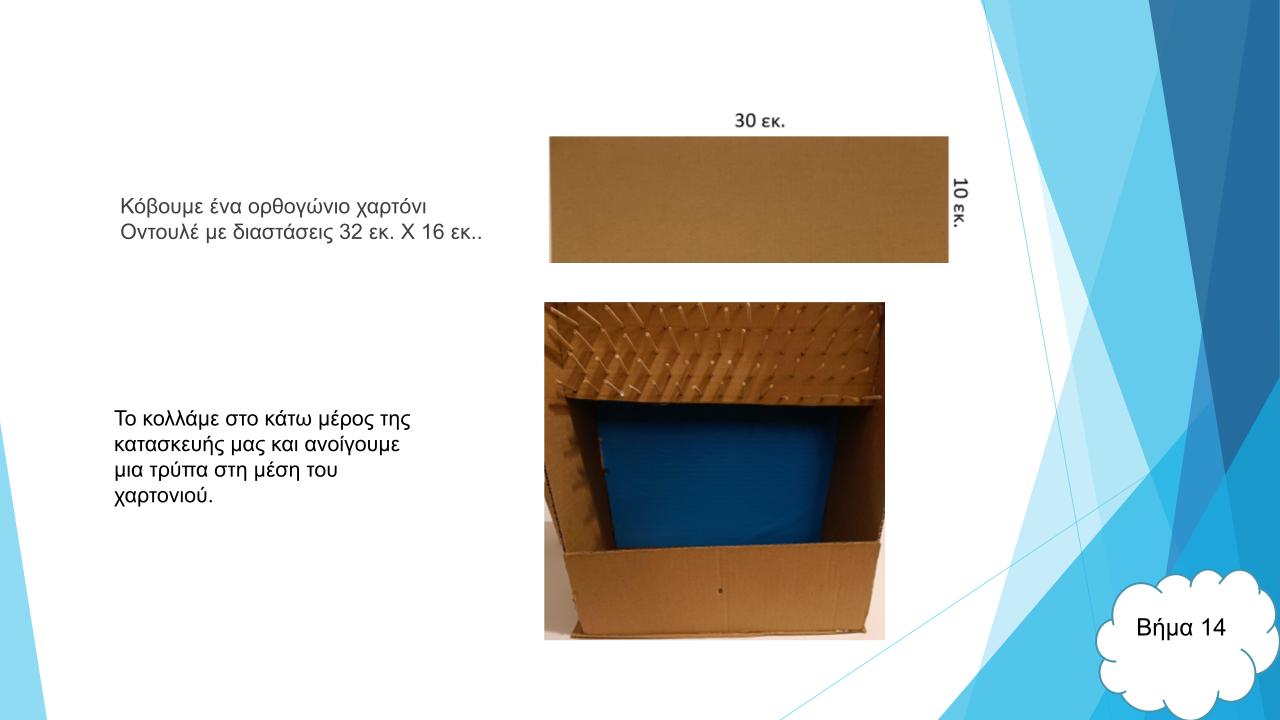 30 εκ.
10 εκ.
Κόβουμε ένα ορθογώνιο χαρτόνι
Οντουλέ με διαστάσεις 32 εκ. Χ 16 εκ..
Το κολλάμε στο κάτω μέρος της
κατασκευής μας και ανοίγουμε
μια τρύπα στη μέση του
χαρτονιού.
Βήμα 14